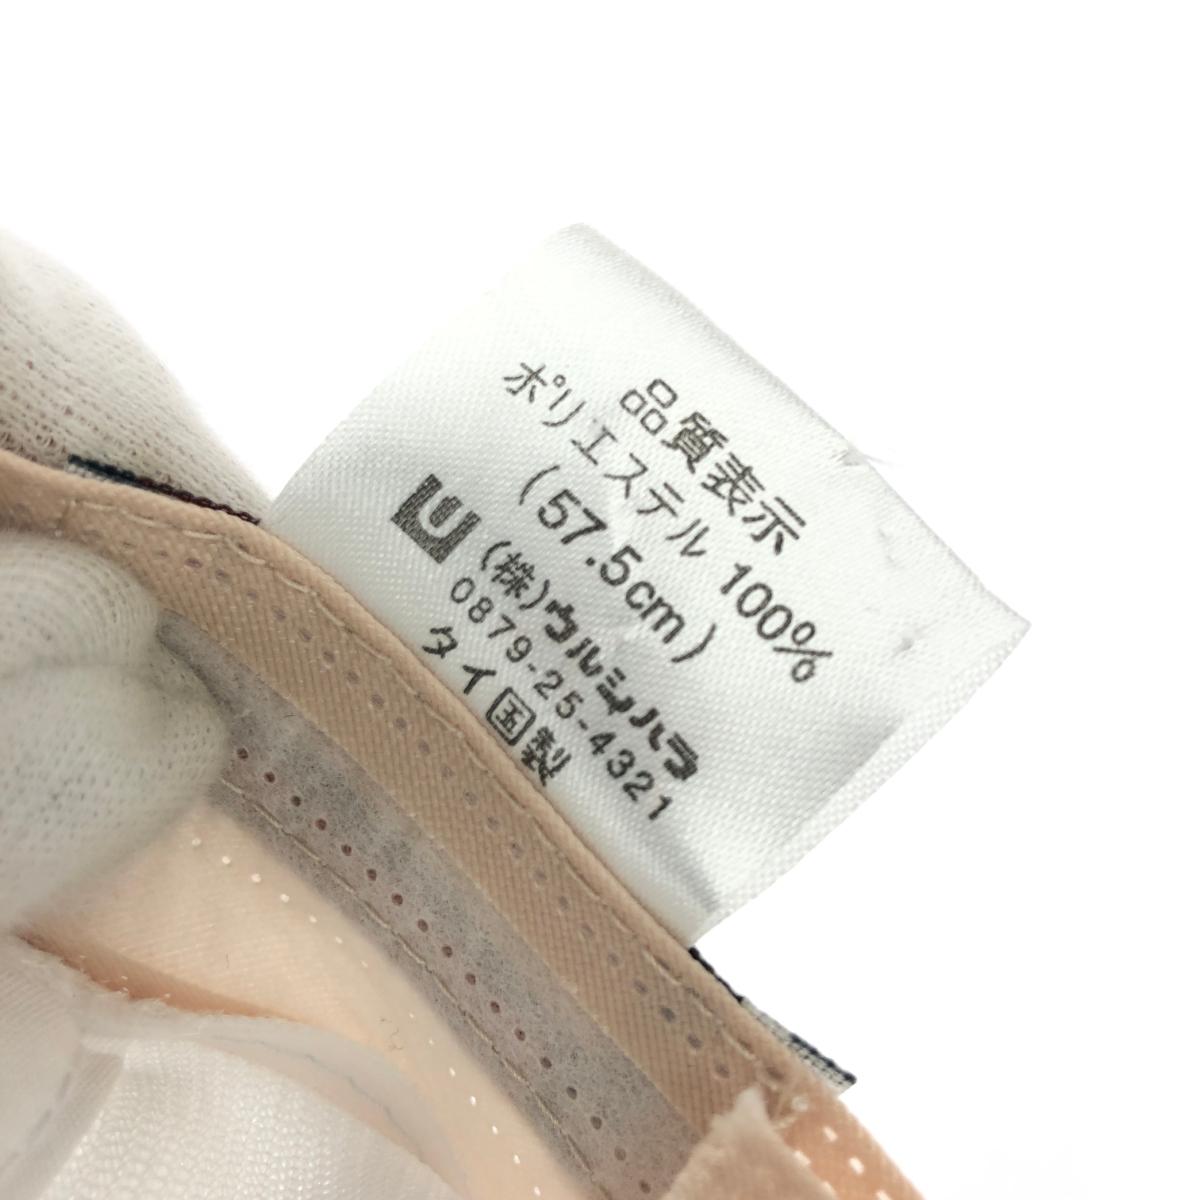 品質表示
ポリエステル 100%
(57.5cm)
(株)ウルシハラ
0879-25-4321
タイ国製